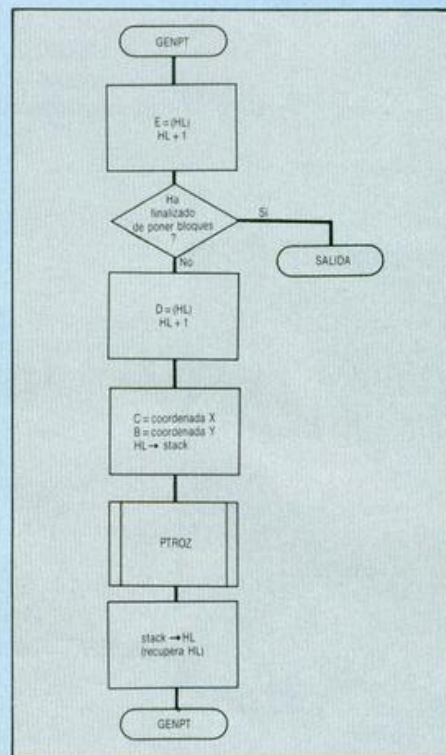 GENPT
E = (HL)
HL + 1
Ha
finalizado
de poner bloques
?
Si
SALIDA
No
D = (HL)
HL + 1
C = coordenada X
B = coordenada Y
HL → stack
PTROZ
stack → HL
(recupera HL)
GENPT